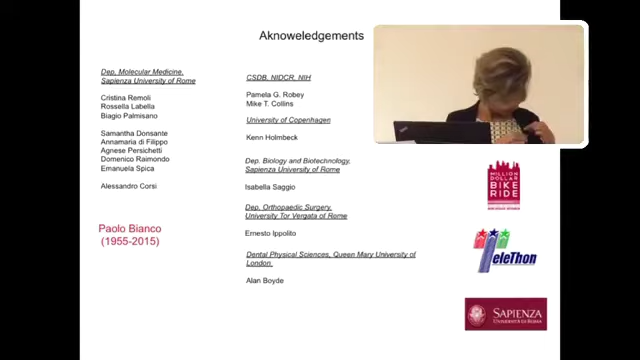 Aknoweledgements
Dep, Molecular Medicine,
Sapienza University of Rome
Cristina Remoli
Rossella Labella
Biagio Palmisano
Samantha Donsante
Annamaria di Filippo
Agnese Persichetti
Domenico Raimondo
Emanuela Spica
Alessandro Corsi
Paolo Bianco
(1955-2015)
CSDB, NIDCR, NIH
Pamela G. Robey
Mike T. Collins
University of Copenhagen
Kenn Holmbeck
Dep. Biology and Biotechnology,
Sapienza University of Rome
Isabella Saggio
Dep. Orthopaedic Surgery,
University Tor Vergata of Rome
Ernesto Ippolito
Dental Physical Sciences, Queen Mary University of
London
Alan Boyde
MILLION
DOLLAR
BIKE
RIDE
TeleThon
SAPIENZA
UNIVERSITÀ DI ROMA